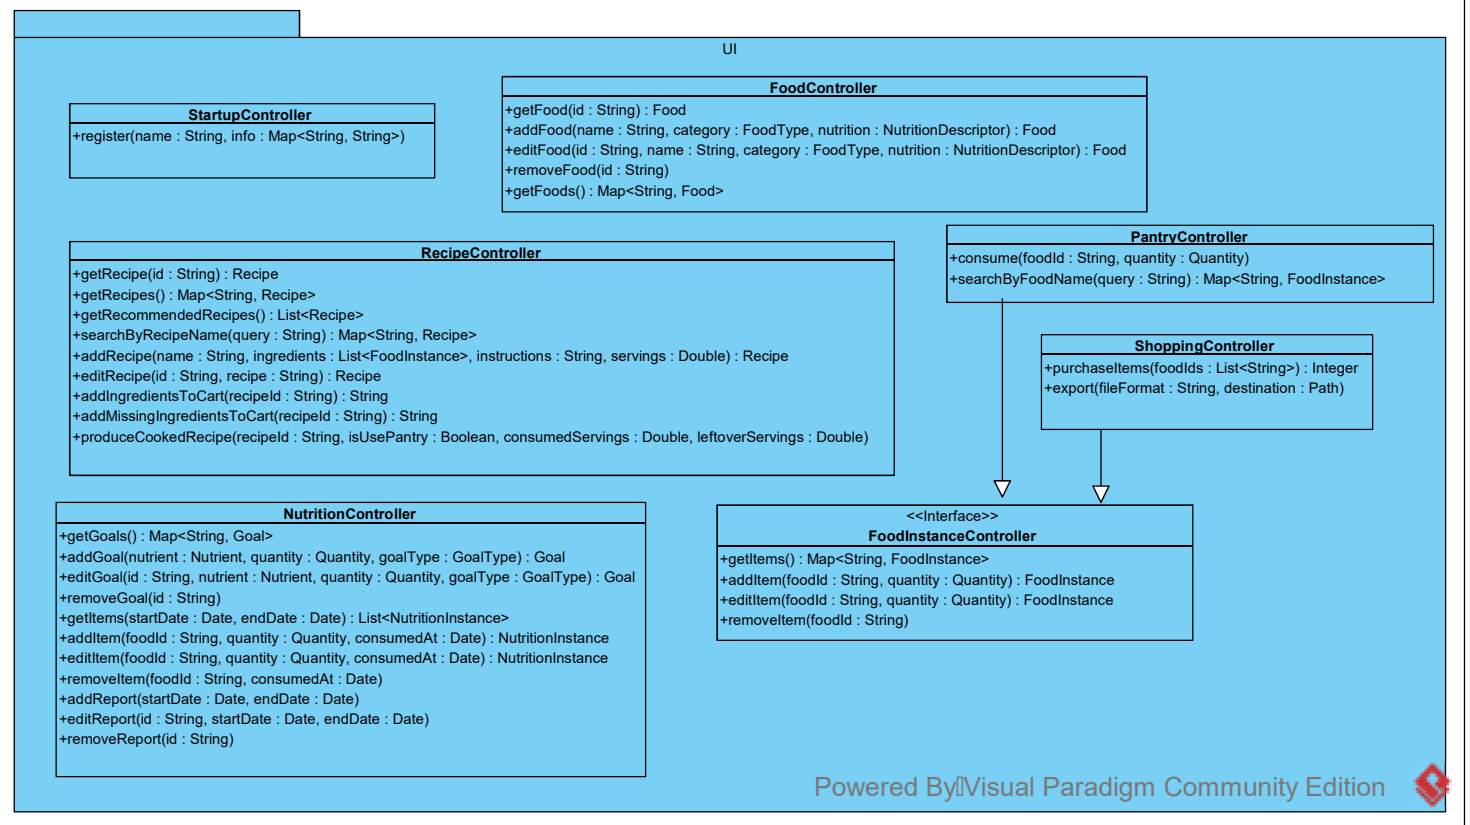 UI
StartupController
+register(name : String, info : Map<String, String>)
FoodController
+getFood(id : String) : Food
+addFood(name : String, category : FoodType, nutrition : NutritionDescriptor) : Food
+editFood(id : String, name : String, category : FoodType, nutrition : NutritionDescriptor) : Food
+removeFood(id : String)
+getFoods() : Map<String, Food>
RecipeController
+getRecipe(id : String) : Recipe
+getRecipes() : Map<String, Recipe>
+getRecommendedRecipes() : List<Recipe>
+searchByRecipeName(query : String) : Map<String, Recipe>
+addRecipe(name : String, ingredients : List<FoodInstance>, instructions : String, servings : Double) : Recipe
+editRecipe(id : String, recipe : String) : Recipe
+addIngredientsToCart(recipeId : String) : String
+addMissingIngredientsToCart(recipeId : String) : String
+produceCookedRecipe(recipeId : String, isUsePantry : Boolean, consumedServings : Double, leftoverServings : Double)
PantryController
+consume(foodId : String, quantity : Quantity)
+searchByFoodName(query : String) : Map<String, FoodInstance>
ShoppingController
+purchaseItems(foodIds : List<String>) : Integer
+export(fileFormat : String, destination : Path)
NutritionController
+getGoals() : Map<String, Goal>
+addGoal(nutrient : Nutrient, quantity : Quantity, goalType : GoalType) : Goal
+editGoal(id : String, nutrient : Nutrient, quantity : Quantity, goalType : GoalType) : Goal
+removeGoal(id : String)
+getItems(startDate : Date, endDate : Date) : List<NutritionInstance>
+addItem(foodId : String, quantity : Quantity, consumedAt : Date) : NutritionInstance
+editItem(foodId : String, quantity : Quantity, consumedAt : Date) : NutritionInstance
+removeItem(foodId : String, consumedAt : Date)
+addReport(startDate : Date, endDate : Date)
+editReport(id : String, startDate : Date, endDate : Date)
+removeReport(id : String)
<<Interface>>
FoodInstanceController
+getItems() : Map<String, FoodInstance>
+addItem(foodId : String, quantity : Quantity) : FoodInstance
+editItem(foodId : String, quantity : Quantity) : FoodInstance
+removeItem(foodId : String)
Powered By Visual Paradigm Community Edition